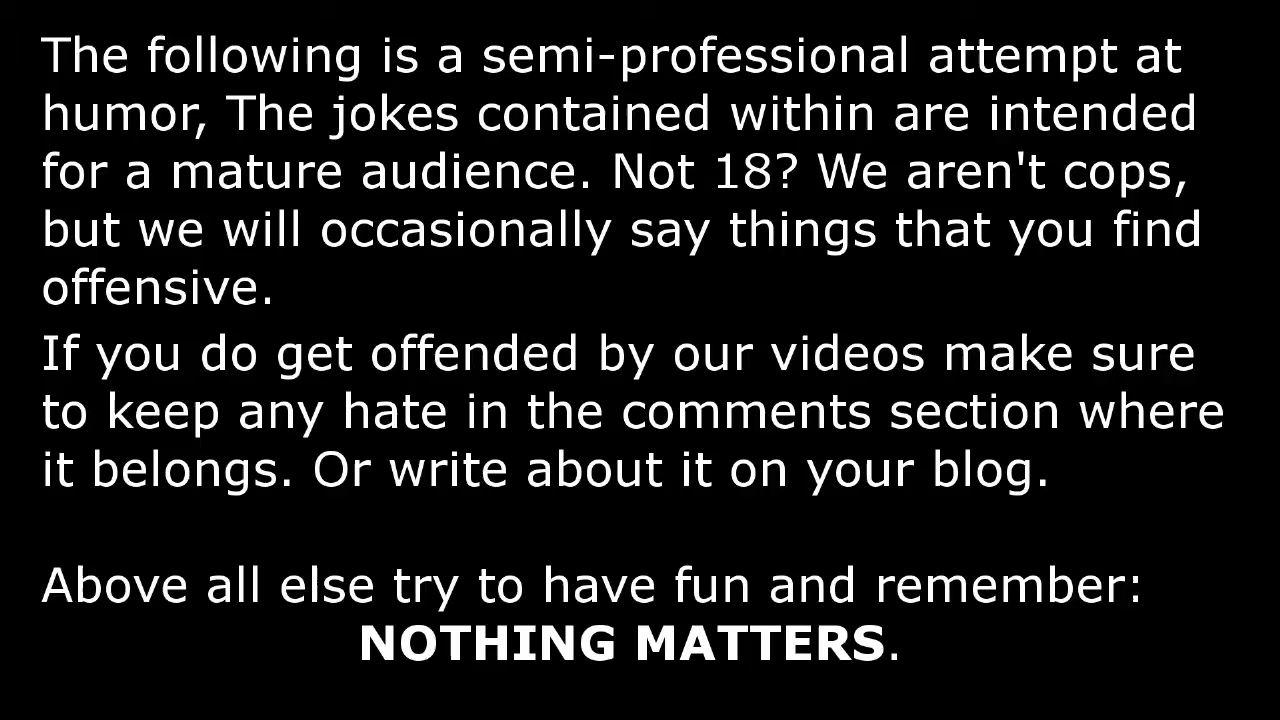 The following is a semi-professional attempt at
humor, The jokes contained within are intended
for a mature audience. Not 18? We aren't cops,
but we will occasionally say things that you find
offensive.
If you do get offended by our videos make sure
to keep any hate in the comments section where
it belongs. Or write about it on your blog.
Above all else try to have fun and remember:
NOTHING MATTERS.